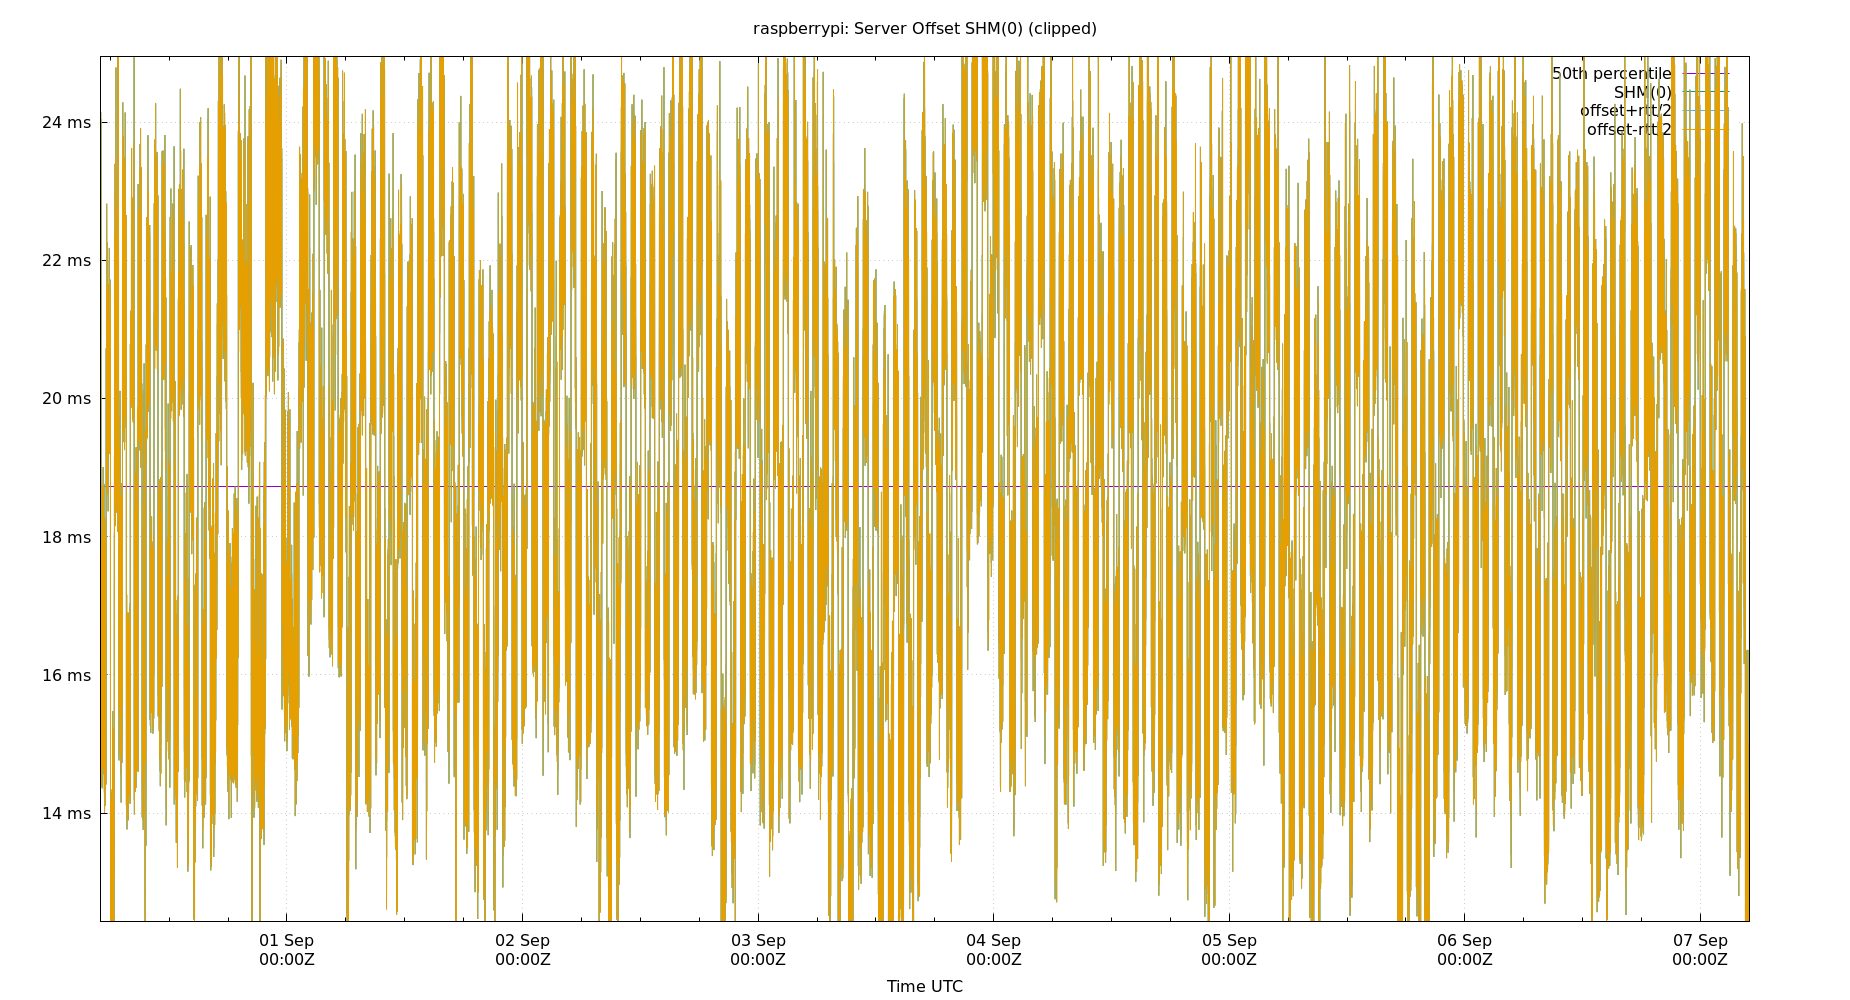 raspberrypi: Server Offset SHM(0) (clipped)
50th percentile
SHM(0)
offset+rtt/2
offset-rtt/2
24 ms
22 ms
20 ms
18 ms
16 ms
14 ms
01 Sep 02 Sep 03 Sep 04 Sep 05 Sep 06 Sep 07 Sep
00:00Z 00:00Z 00:00Z 00:00Z 00:00Z 00:00Z 00:00Z
Time UTC